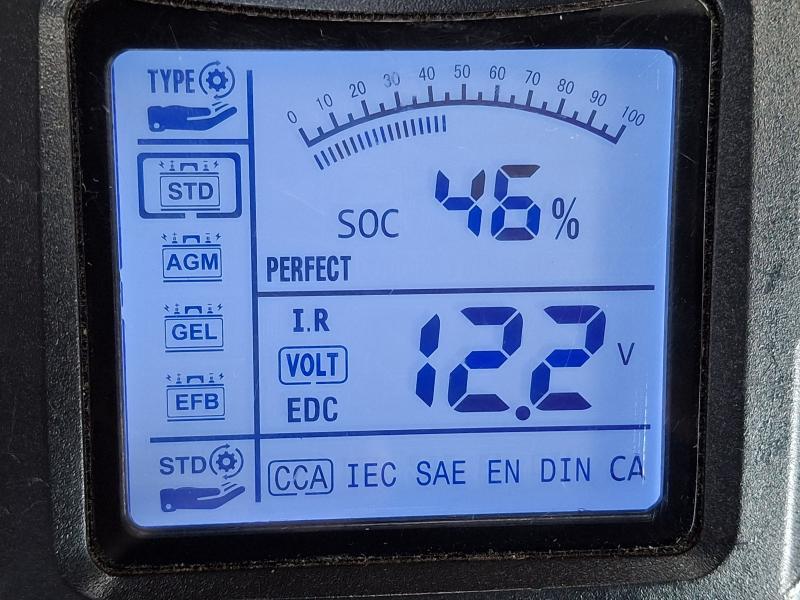 TYPE
0 10 20 30 40 50 60 70 80 90 100
STD
SOC 46 %
AGM
PERFECT
GEL
I.R
VOLT 12.2 V
EFB
EDC
STD
CCA IEC SAE EN DIN CA